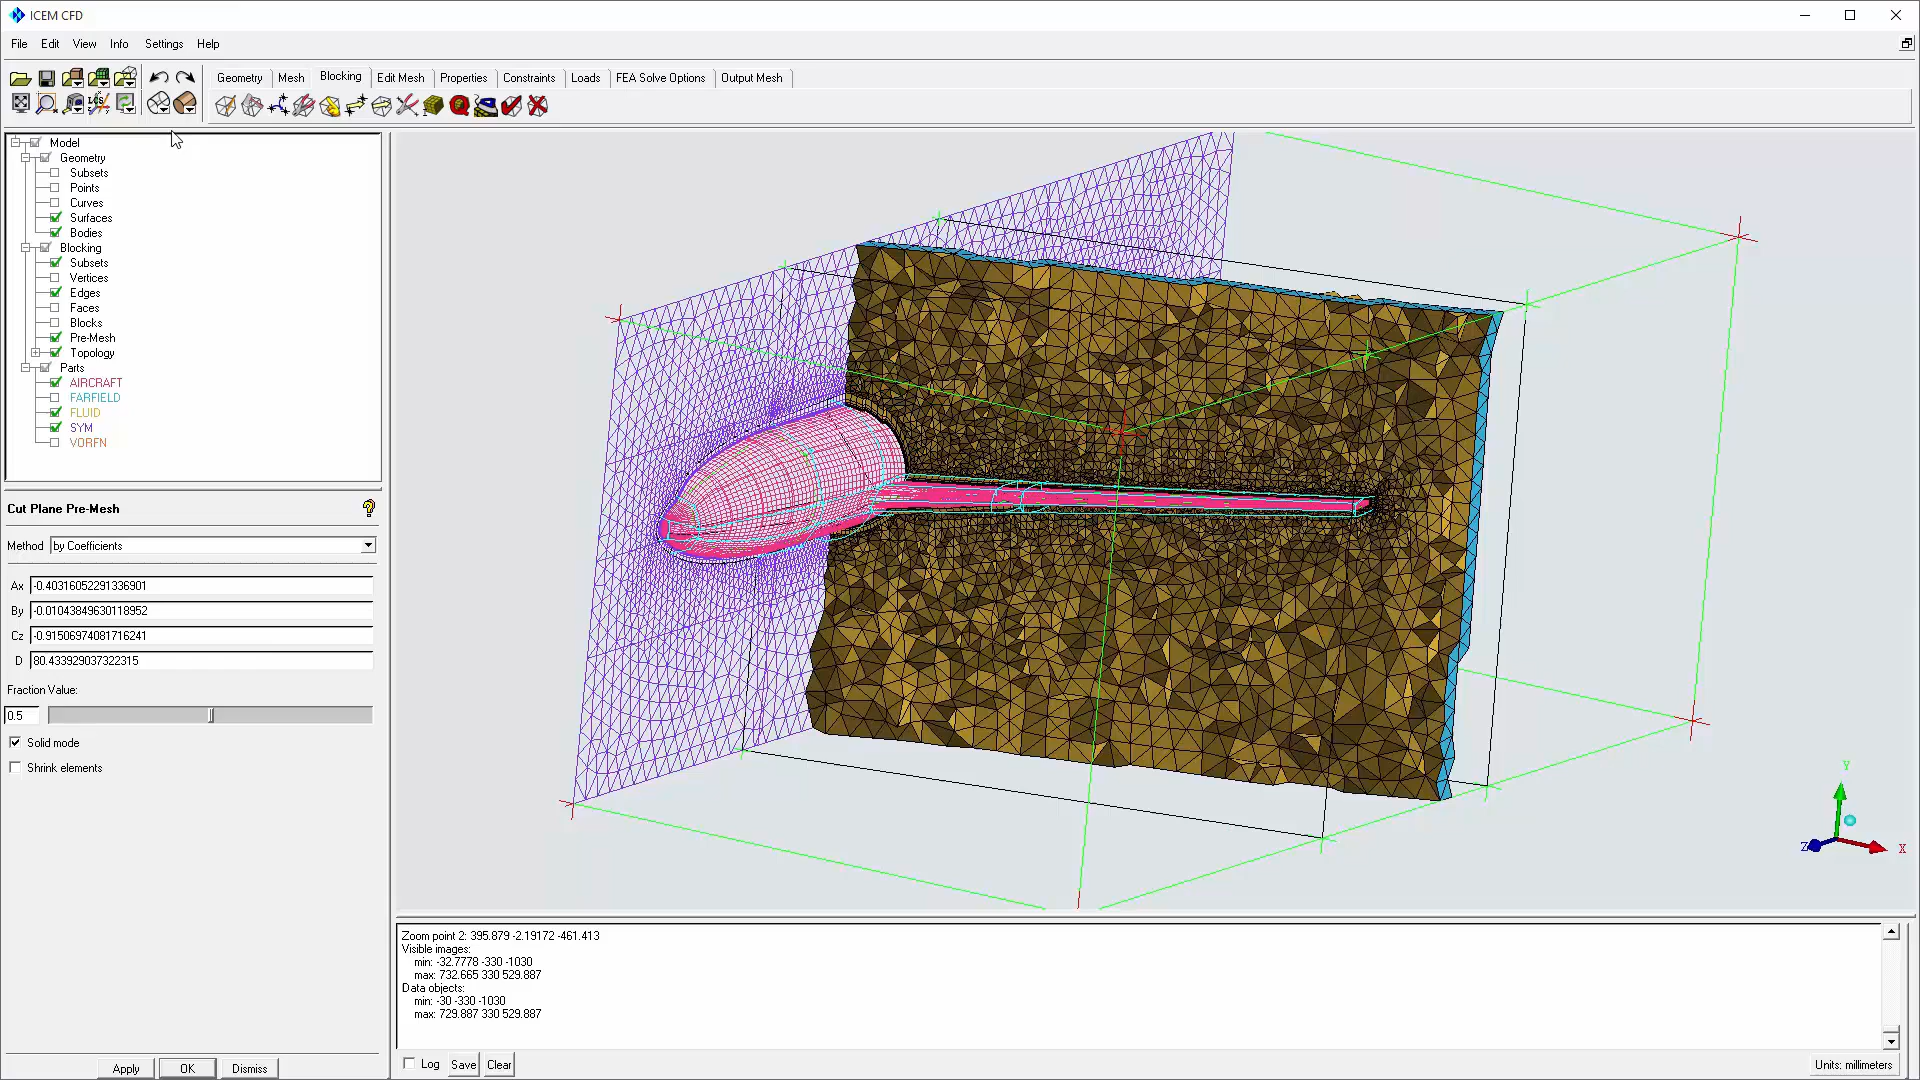 ICEM CFD
File Edit View Info Settings Help
Geometry Mesh Blocking Edit Mesh Properties Constraints Loads FEA Solve Options Output Mesh
LCS
Model
Geometry
Subsets
Points
Curves
Surfaces
Bodies
Blocking
Subsets
Vertices
Edges
Faces
Blocks
Pre-Mesh
Topology
Parts
AIRCRAFT
FARFIELD
FLUID
SYM
VORFN
Cut Plane Pre-Mesh
Method by Coefficients
Ax -0.40316052291336901
By -0.01043849630118952
Cz -0.91506974081716241
D 80.433929037322315
Fraction Value:
0.5
Solid mode
Shrink elements
Apply OK Dismiss
Y
Z
X
Zoom point 2: 395.879 -2.19172 -461.413
Visible images:
min: -32.7778 -330 -1030
max: 732.665 330 529.887
Data objects:
min: -30 -330 -1030
max: 729.887 330 529.887
Log Save Clear
Units: millimeters